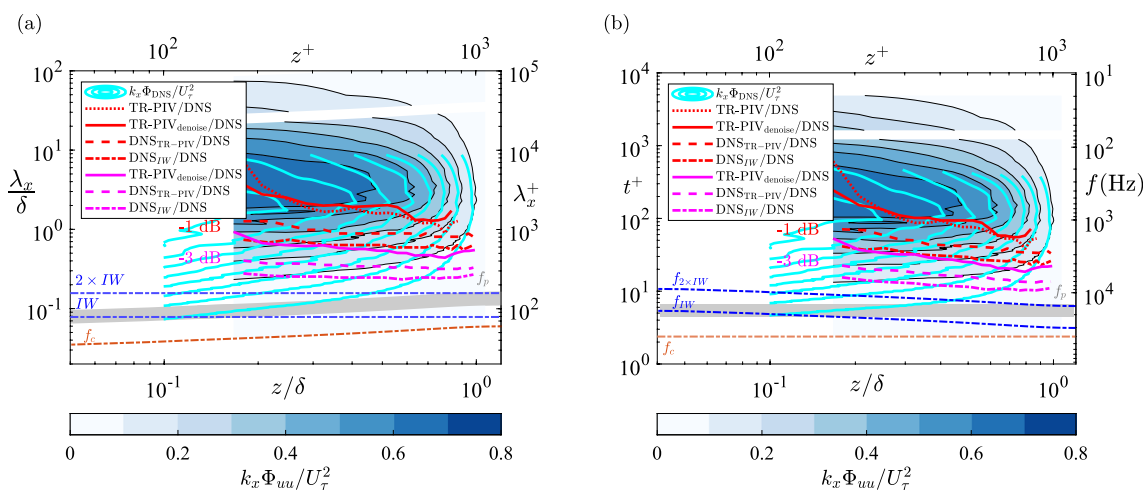 (a)
10^2 z^+ 10^3
10^2 10^5
k_xΦ_DNS/U_τ^2
TR-PIV/DNS
TR-PIV_denoise/DNS
DNS_TR−PIV/DNS
DNS_IW/DNS
TR-PIV_denoise/DNS
DNS_TR−PIV/DNS
DNS_IW/DNS
10^1 10^4
λ_x/δ λ_x^+
10^0 10^3
-1 dB
-3 dB
2 × IW f_p
10^-1 IW 10^2
f_c
10^-1 z/δ 10^0
0 0.2 0.4 0.6 0.8
k_xΦ_uu/U_τ^2
(b)
10^2 z^+ 10^3
10^4 10^1
k_xΦ_DNS/U_τ^2
TR-PIV/DNS
TR-PIV_denoise/DNS
DNS_TR−PIV/DNS
DNS_IW/DNS
TR-PIV_denoise/DNS
DNS_TR−PIV/DNS
DNS_IW/DNS
10^3 10^2
t^+ f(Hz)
10^2 10^3
-1 dB
-3 dB
f_2×IW f_p
10^1 10^4
f_IW
f_c
10^0
10^-1 z/δ 10^0
0 0.2 0.4 0.6 0.8
k_xΦ_uu/U_τ^2